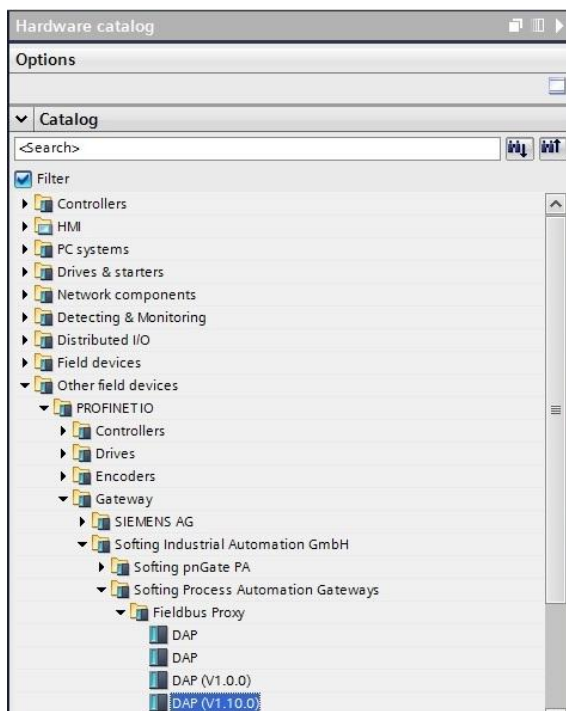 Hardware catalog
Options
Catalog
<Search>
Filter
Controllers
HMI
PC systems
Drives & starters
Network components
Detecting & Monitoring
Distributed I/O
Field devices
Other field devices
PROFINET IO
Controllers
Drives
Encoders
Gateway
SIEMENS AG
Softing Industrial Automation GmbH
Softing pnGate PA
Softing Process Automation Gateways
Fieldbus Proxy
DAP
DAP
DAP (V1.0.0)
DAP (V1.10.0)